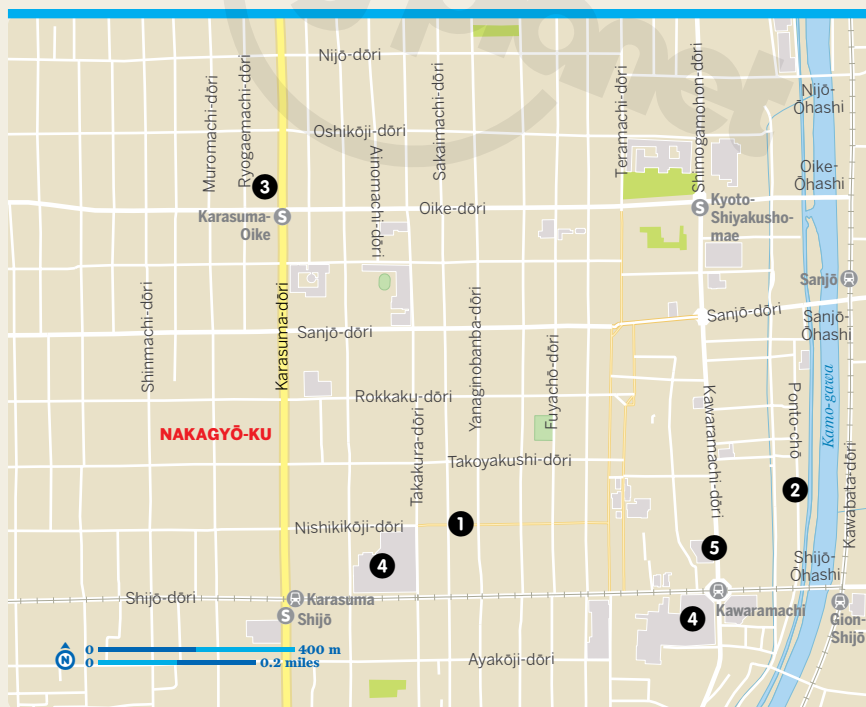 planet
Nijō-dōri
Nijō-
Ōhashi
Muromachi-dōri
Ryogaemachi-dōri
Oshikōji-dōri
Ainomachi-dōri
Sakaimachi-dōri
Teramachi-dōri
Shimogamohon-dōri
Oike-
Ōhashi
3
Karasuma-
Oike
S
Oike-dōri
S
Kyoto-
Shiyakusho-
mae
Sanjō
Shinmachi-dōri
Karasuma-dōri
Sanjō-dōri
Yanaginobanba-dōri
Fuyachō-dōri
Sanjō-dōri
Sanjō-
Ōhashi
Rokkaku-dōri
Kawaramachi-dōri
Ponto-chō
Kamo-gawa
Kawabata-dōri
NAKAGYŌ-KU
Takakura-dōri
Takoyakushi-dōri
2
Nishikikōji-dōri
1
4
5
Shijō-
Ōhashi
Shijō-dōri
Karasuma
S
Shijō
Kawaramachi
4
Gion-
Shijō
N
0
400 m
0
0.2 miles
Ayakōji-dōri